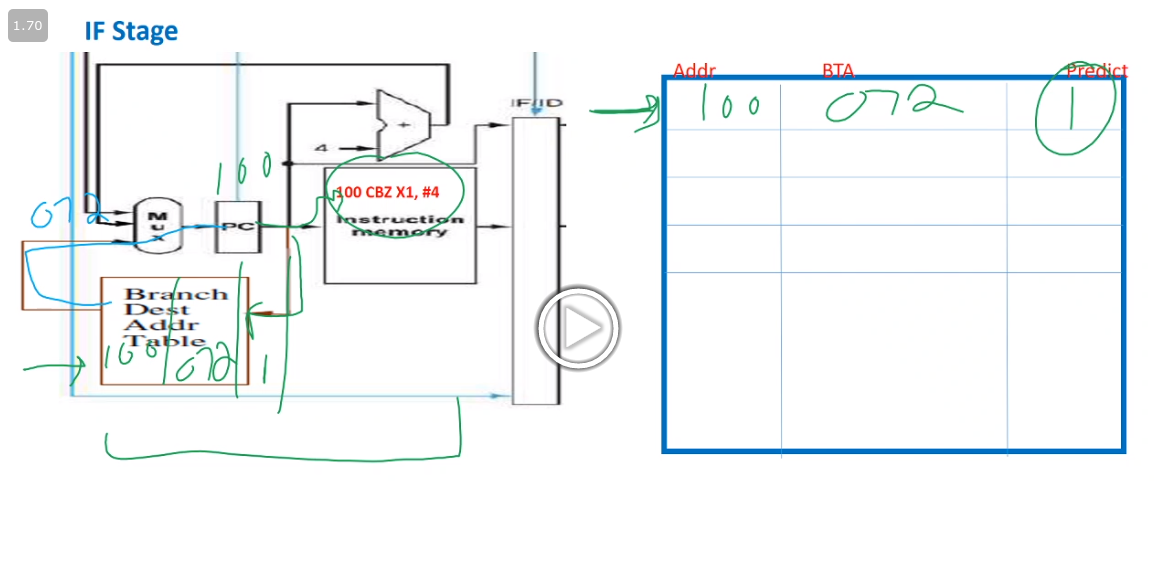 1.70
IF Stage
Addr BTA Predict
100 072 1
IF/ID
+
4
100
100 CBZ X1, #4
Instruction
memory
072
M
u
x
PC
Branch
Dest
Addr
Table
100 072 1